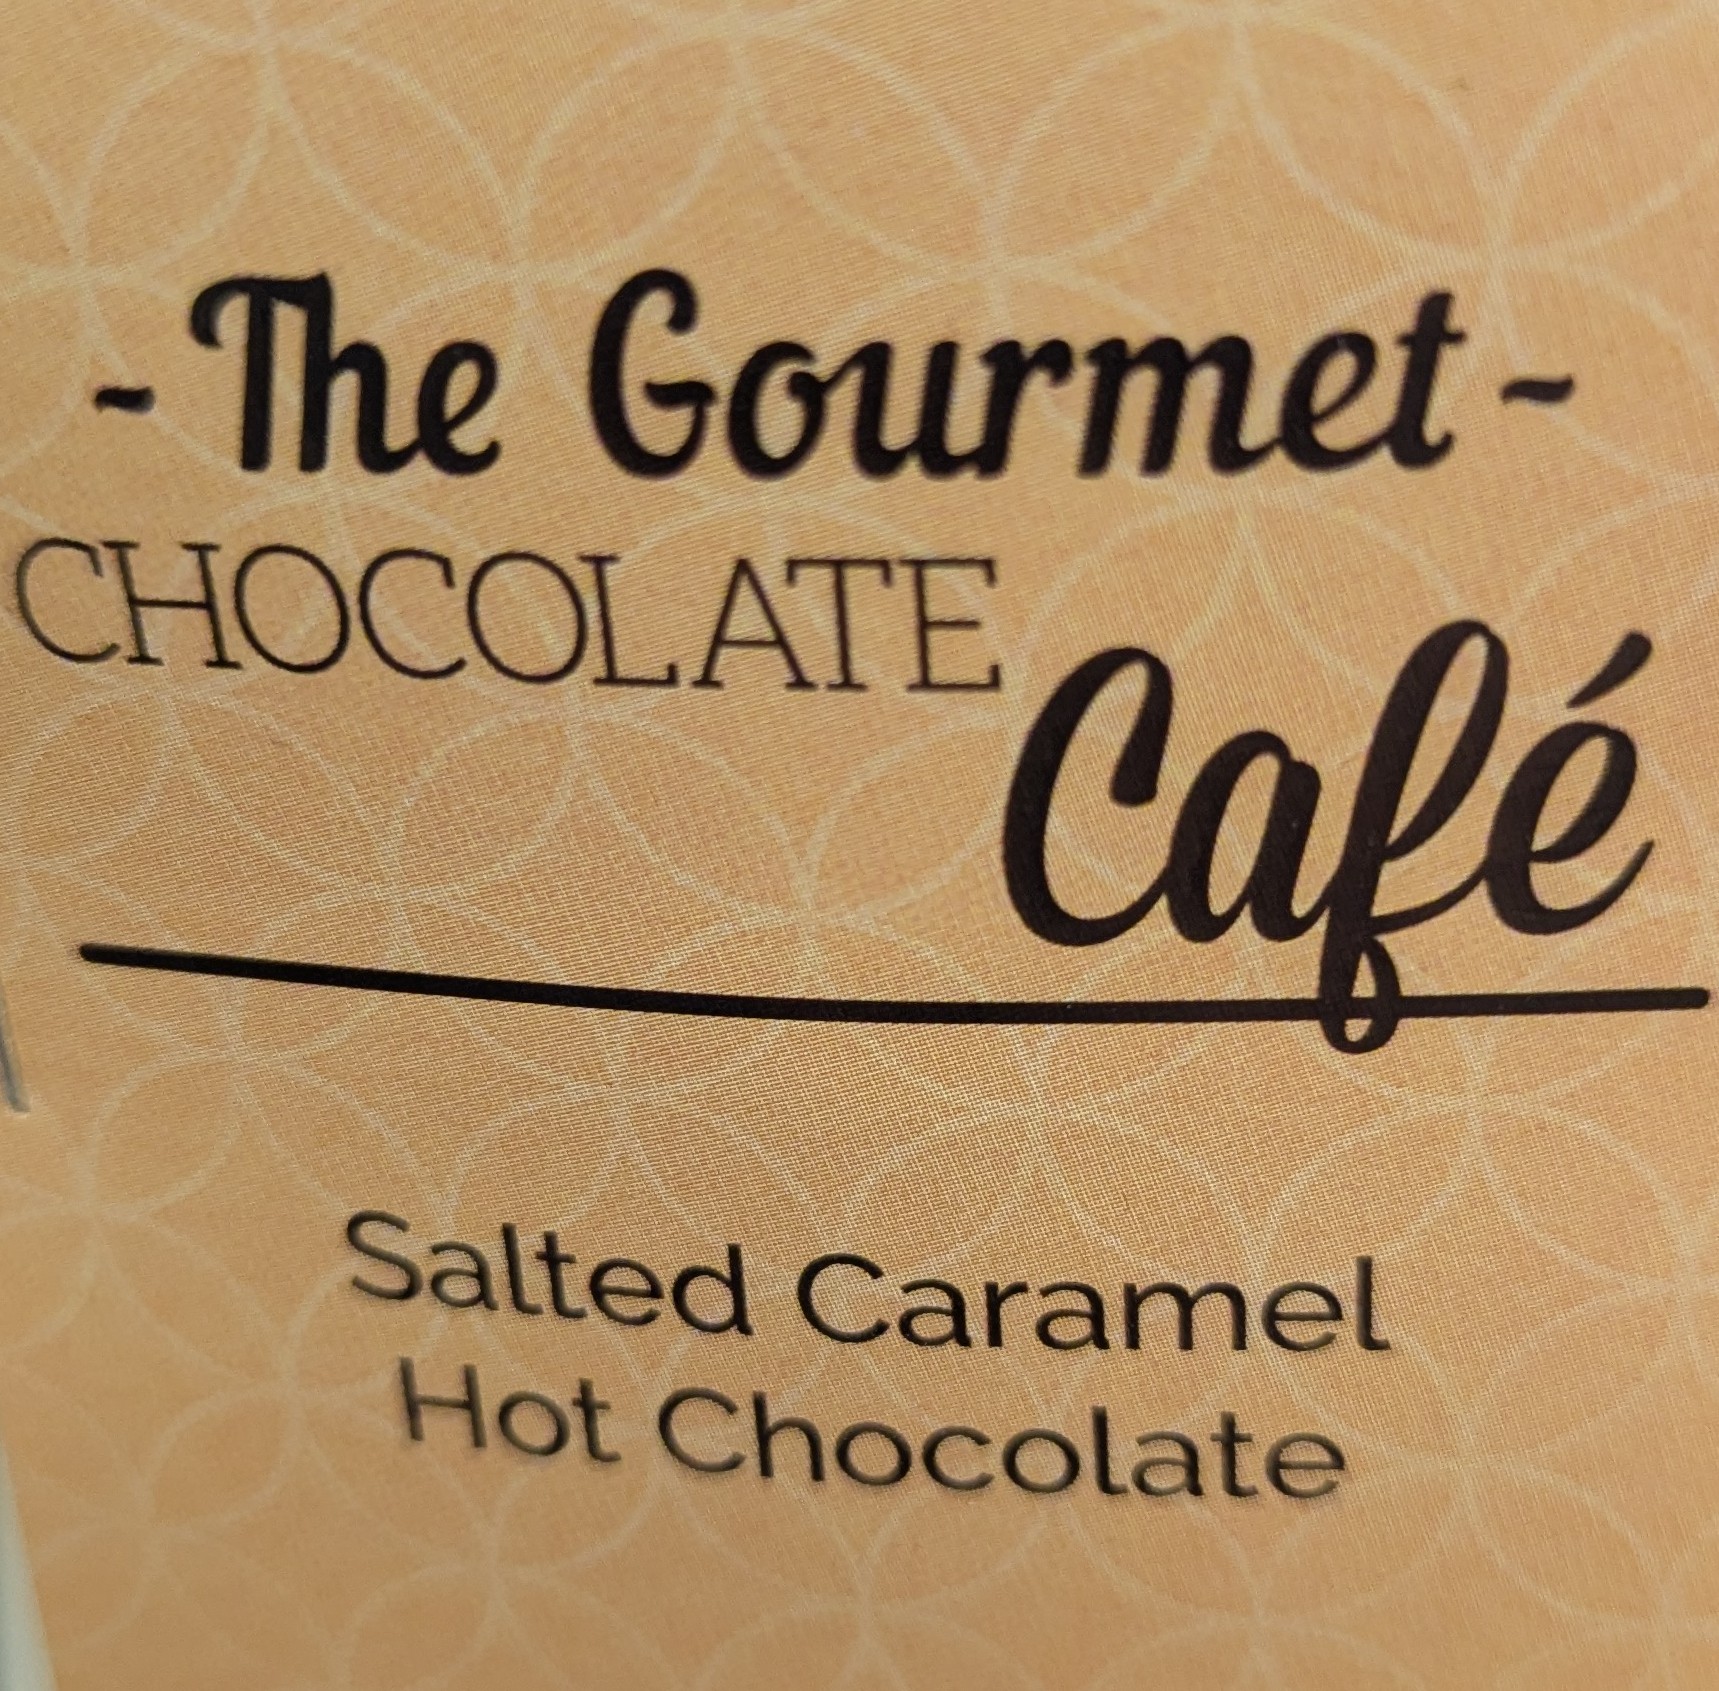 - The Gourmet -
CHOCOLATE
Café
Salted Caramel
Hot Chocolate